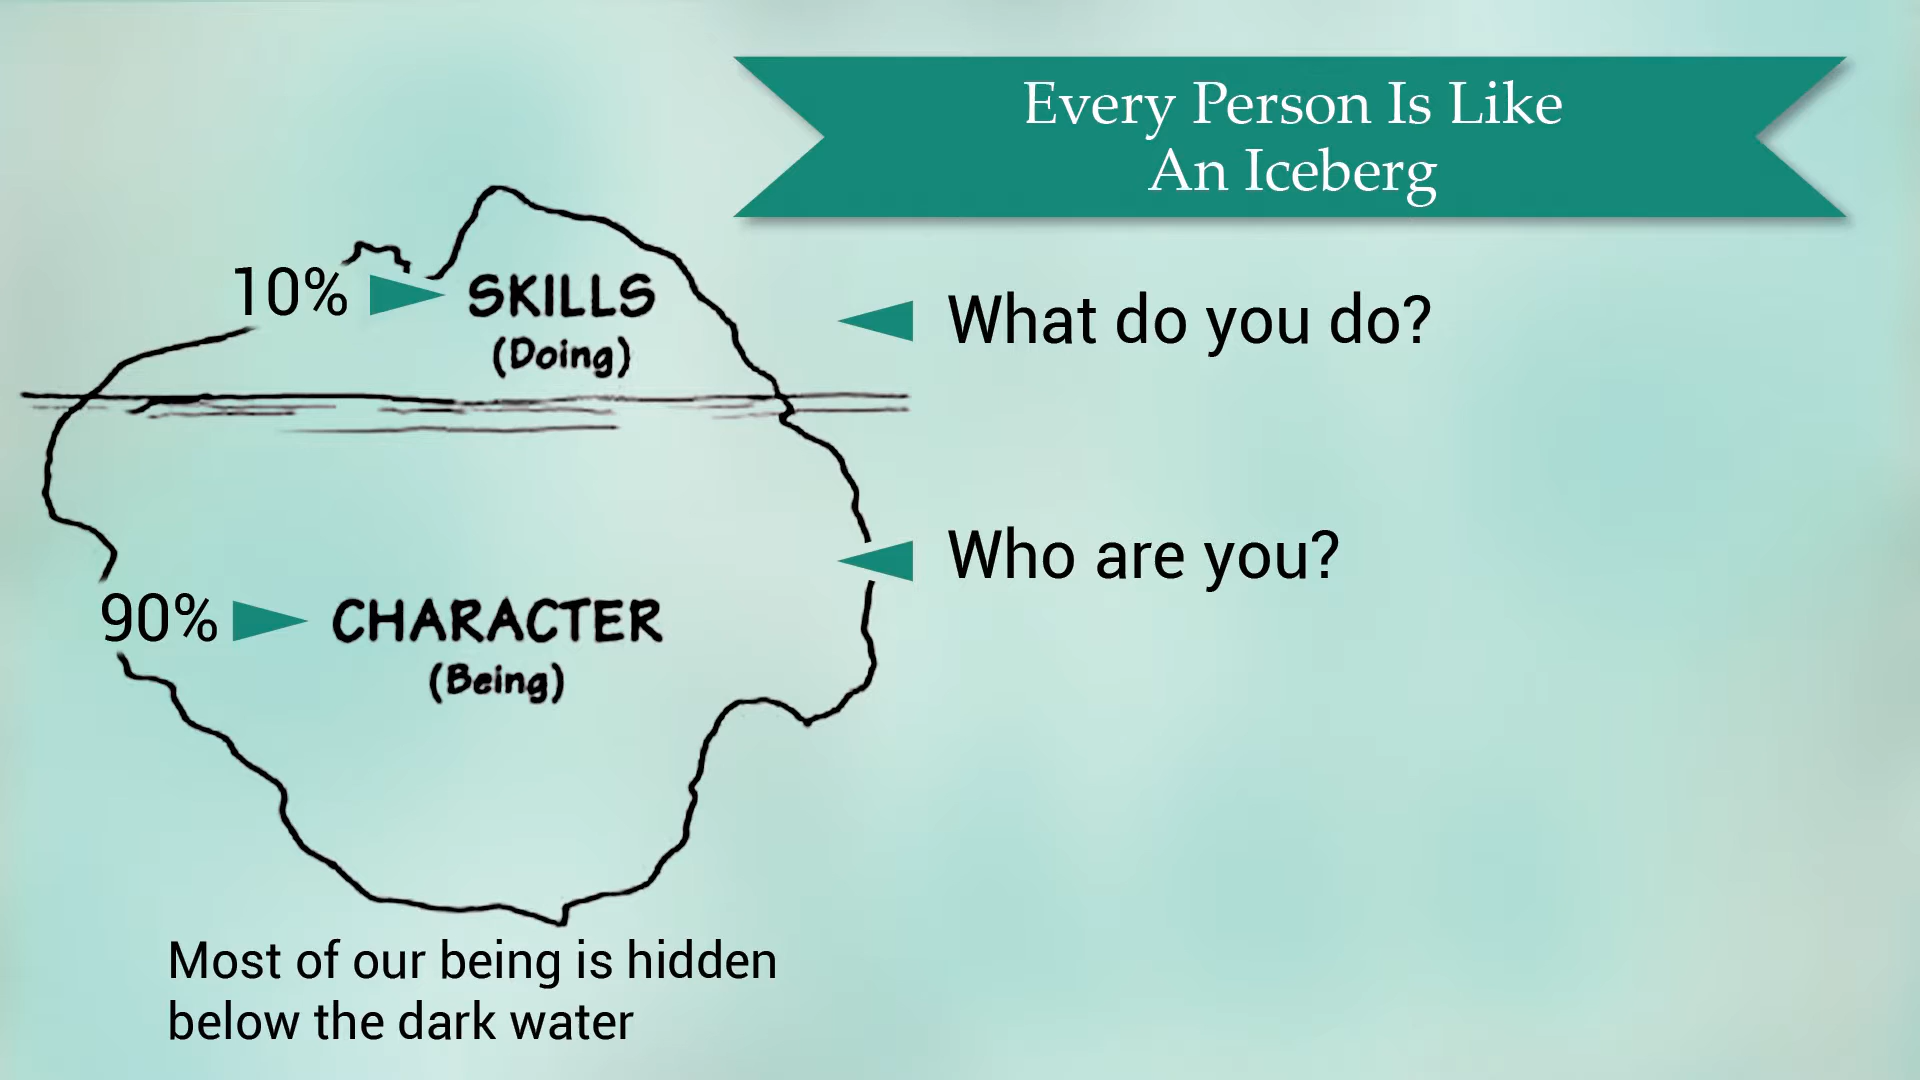 Every Person Is Like
An Iceberg
10%
SKILLS
(Doing)
What do you do?
Who are you?
90%
CHARACTER
(Being)
Most of our being is hidden
below the dark water